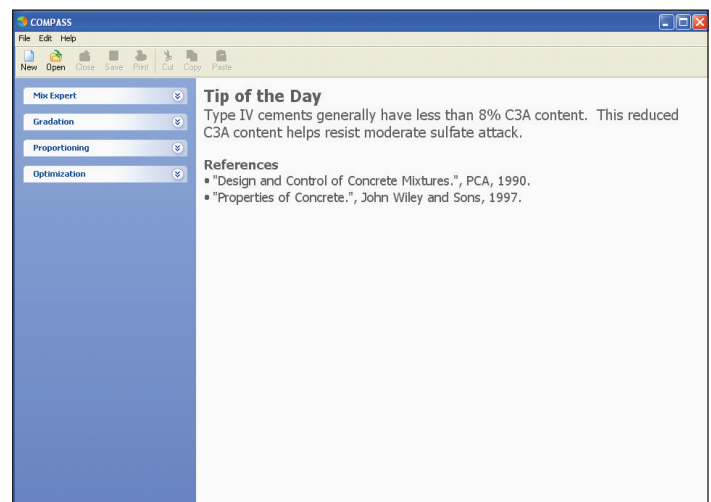 COMPASS
File Edit Help
New Open Close Save Print Cut Copy Paste
Mix Expert
Gradation
Proportioning
Optimization
Tip of the Day
Type IV cements generally have less than 8% C3A content. This reduced
C3A content helps resist moderate sulfate attack.
References
• "Design and Control of Concrete Mixtures.", PCA, 1990.
• "Properties of Concrete.", John Wiley and Sons, 1997.